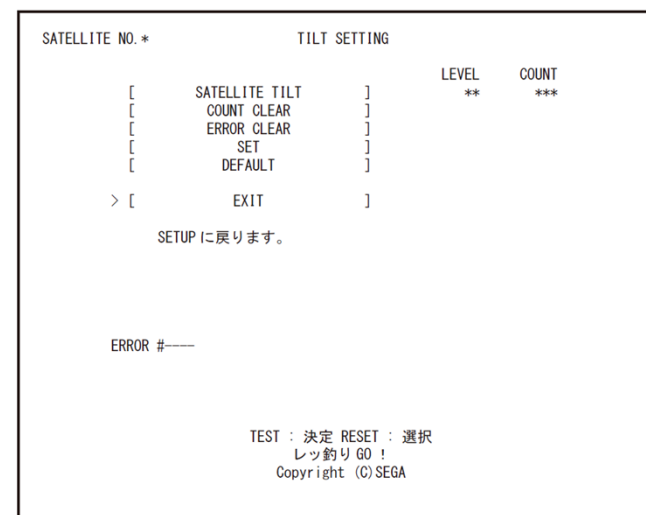 SATELLITE NO.* TILT SETTING
LEVEL COUNT
[ SATELLITE TILT ] ** ***
[ COUNT CLEAR ]
[ ERROR CLEAR ]
[ SET ]
[ DEFAULT ]
> [ EXIT ]
SETUP に戻ります。
ERROR #----
TEST : 決定 RESET : 選択
レッ釣り GO !
Copyright (C)SEGA